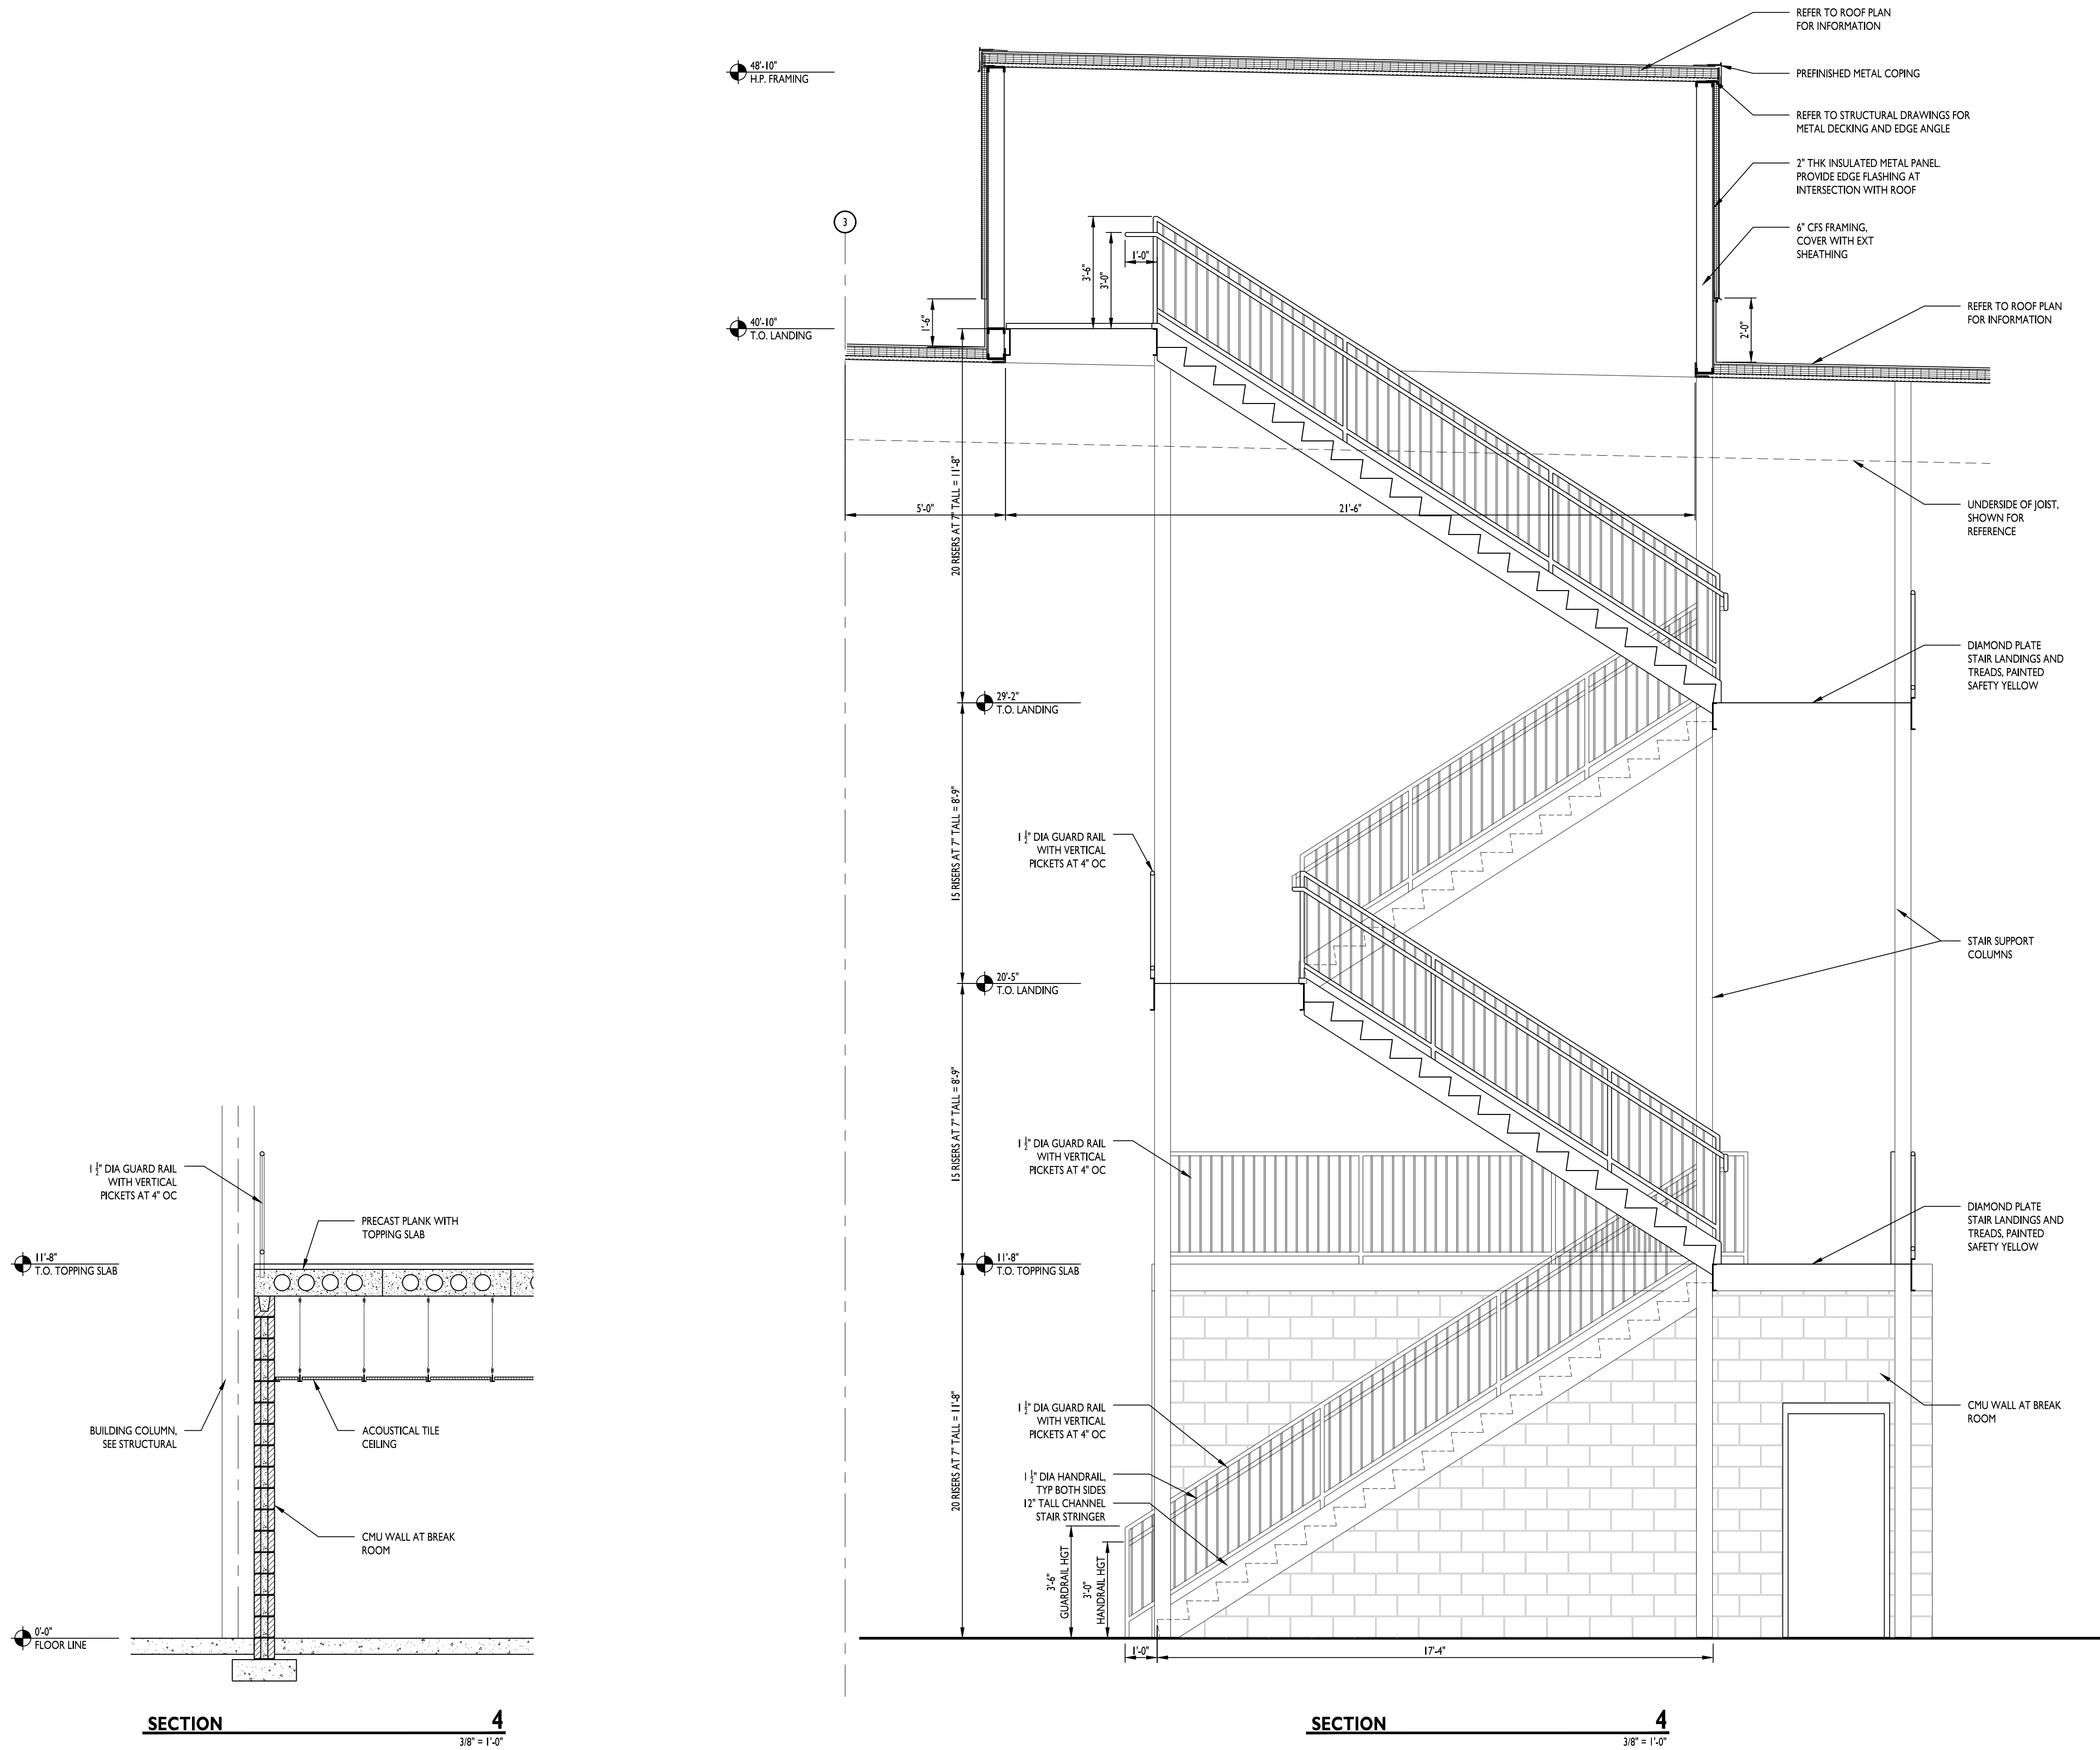 REFER TO ROOF PLAN
FOR INFORMATION
48'-10"
H.P. FRAMING
PREFINISHED METAL COPING
REFER TO STRUCTURAL DRAWINGS FOR
METAL DECKING AND EDGE ANGLE
2" THK INSULATED METAL PANEL.
PROVIDE EDGE FLASHING AT
INTERSECTION WITH ROOF
3
6" CFS FRAMING,
COVER WITH EXT
SHEATHING
1'-0"
3'-6"
3'-0"
1'-6"
40'-10"
T.O. LANDING
REFER TO ROOF PLAN
FOR INFORMATION
2'-0"
20 RISERS AT 7" TALL = 11'-8"
5'-0"
21'-6"
UNDERSIDE OF JOIST,
SHOWN FOR
REFERENCE
DIAMOND PLATE
STAIR LANDINGS AND
TREADS, PAINTED
SAFETY YELLOW
29'-2"
T.O. LANDING
15 RISERS AT 7" TALL = 8'-9"
1 1/2" DIA GUARD RAIL
WITH VERTICAL
PICKETS AT 4" OC
STAIR SUPPORT
COLUMNS
20'-5"
T.O. LANDING
15 RISERS AT 7" TALL = 8'-9"
1 1/2" DIA GUARD RAIL
WITH VERTICAL
PICKETS AT 4" OC
DIAMOND PLATE
STAIR LANDINGS AND
TREADS, PAINTED
SAFETY YELLOW
11'-8"
T.O. TOPPING SLAB
20 RISERS AT 7" TALL = 11'-8"
1 1/2" DIA GUARD RAIL
WITH VERTICAL
PICKETS AT 4" OC
CMU WALL AT BREAK
ROOM
1 1/2" DIA HANDRAIL,
TYP BOTH SIDES
12" TALL CHANNEL
STAIR STRINGER
3'-6"
GUARDRAIL HGT
3'-0"
HANDRAIL HGT
1'-0"
17'-4"
SECTION
4
3/8" = 1'-0"
1 1/2" DIA GUARD RAIL
WITH VERTICAL
PICKETS AT 4" OC
PRECAST PLANK WITH
TOPPING SLAB
11'-8"
T.O. TOPPING SLAB
BUILDING COLUMN,
SEE STRUCTURAL
ACOUSTICAL TILE
CEILING
CMU WALL AT BREAK
ROOM
0'-0"
FLOOR LINE
SECTION
4
3/8" = 1'-0"